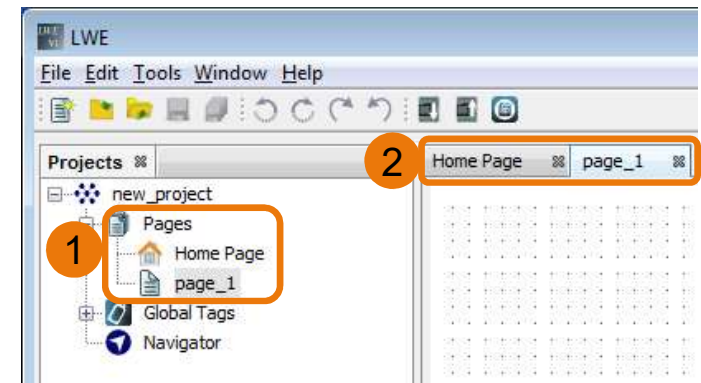 LWE
File Edit Tools Window Help
Projects
2
Home Page
page_1
new_project
1
Pages
Home Page
page_1
Global Tags
Navigator